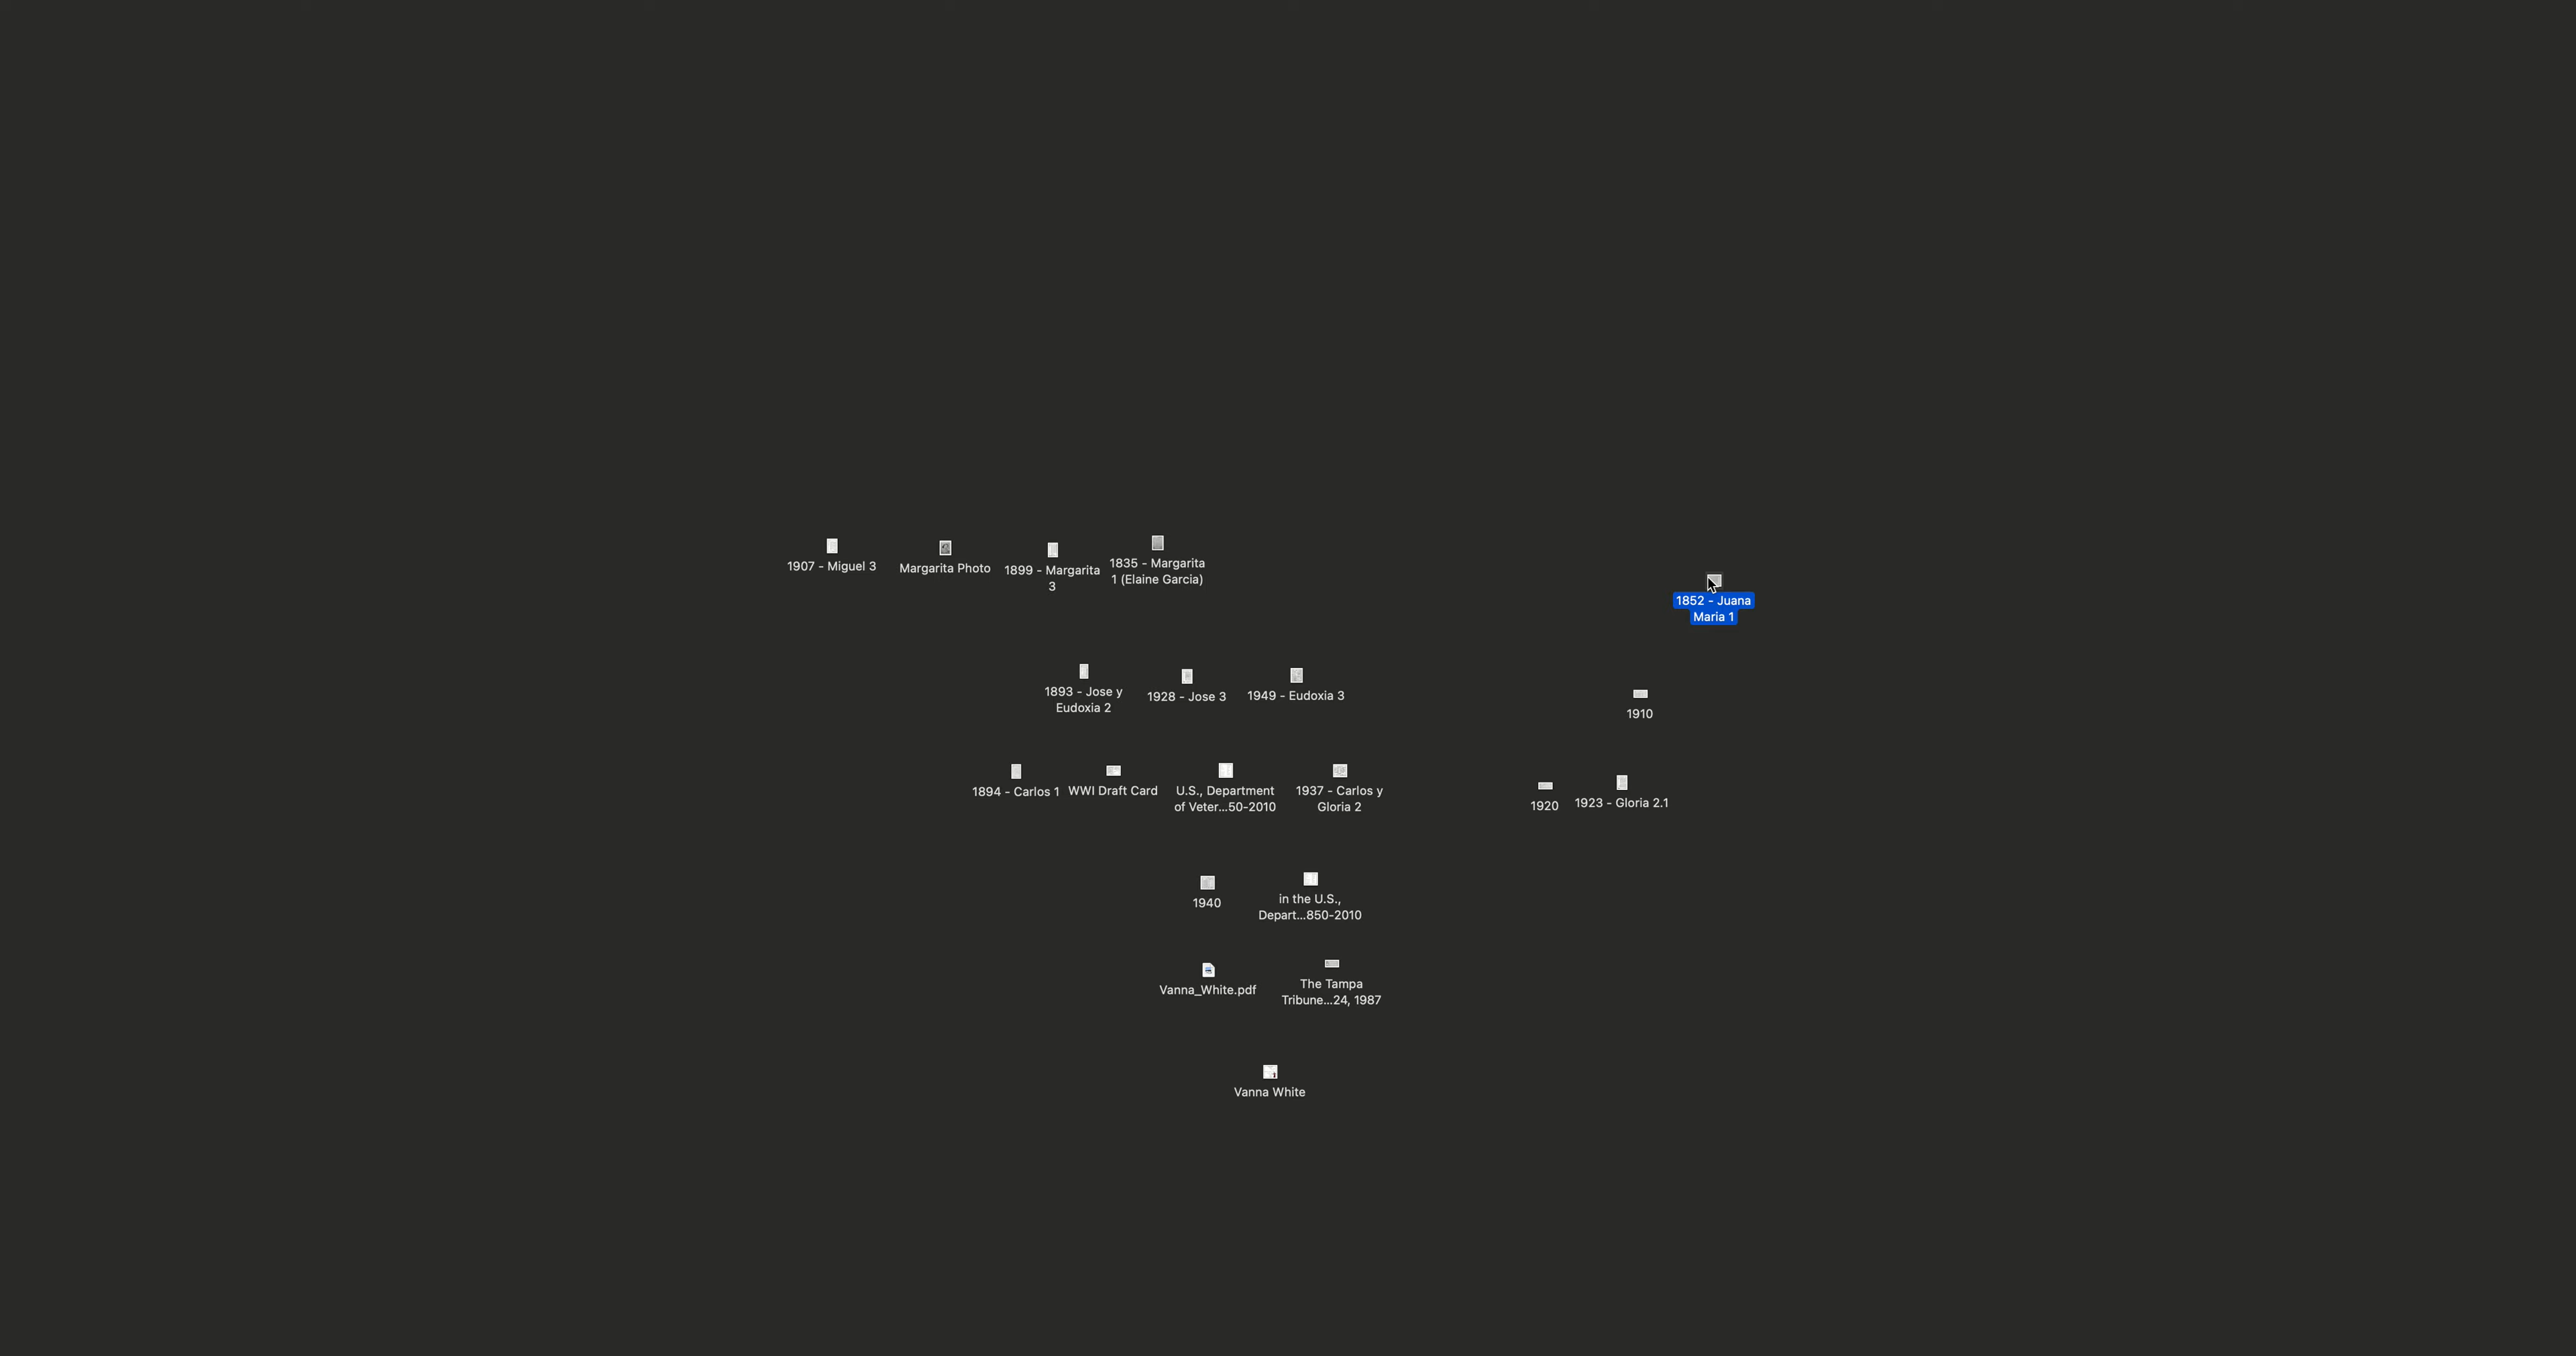 1907 - Miguel 3
Margarita Photo
1899 - Margarita
3
1835 - Margarita
1 (Elaine Garcia)
1852 - Juana
Maria 1
1893 - Jose y
Eudoxia 2
1928 - Jose 3
1949 - Eudoxia 3
1910
1894 - Carlos 1
WWI Draft Card
U.S., Department
of Veter...50-2010
1937 - Carlos y
Gloria 2
1920
1923 - Gloria 2.1
1940
in the U.S.,
Depart...850-2010
Vanna_White.pdf
The Tampa
Tribune...24, 1987
Vanna White